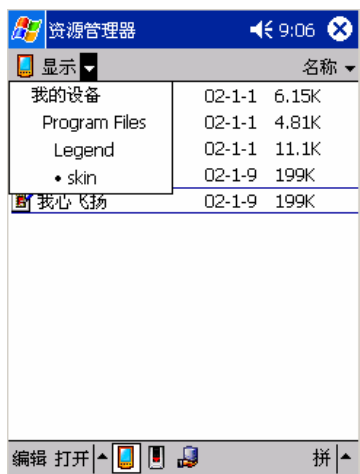 资源管理器 9:06
显示 名称
我的设备 02-1-1 6.15K
Program Files 02-1-1 4.81K
Legend 02-1-1 11.1K
• skin 02-1-9 199K
我心飞扬 02-1-9 199K
编辑 打开 拼